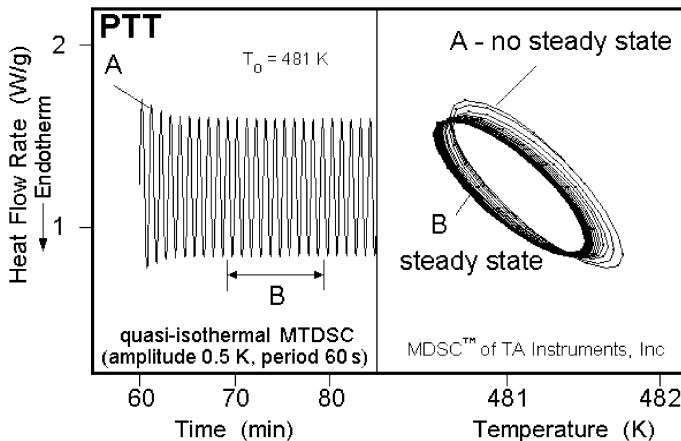 PTT
T₀ = 481 K
A
B
quasi-isothermal MTDSC
(amplitude 0.5 K, period 60 s)
A - no steady state
B
steady state
MDSC™ of TA Instruments, Inc
Heat Flow Rate (W/g)
Endotherm
2
1
60
70
80
Time (min)
481
482
Temperature (K)